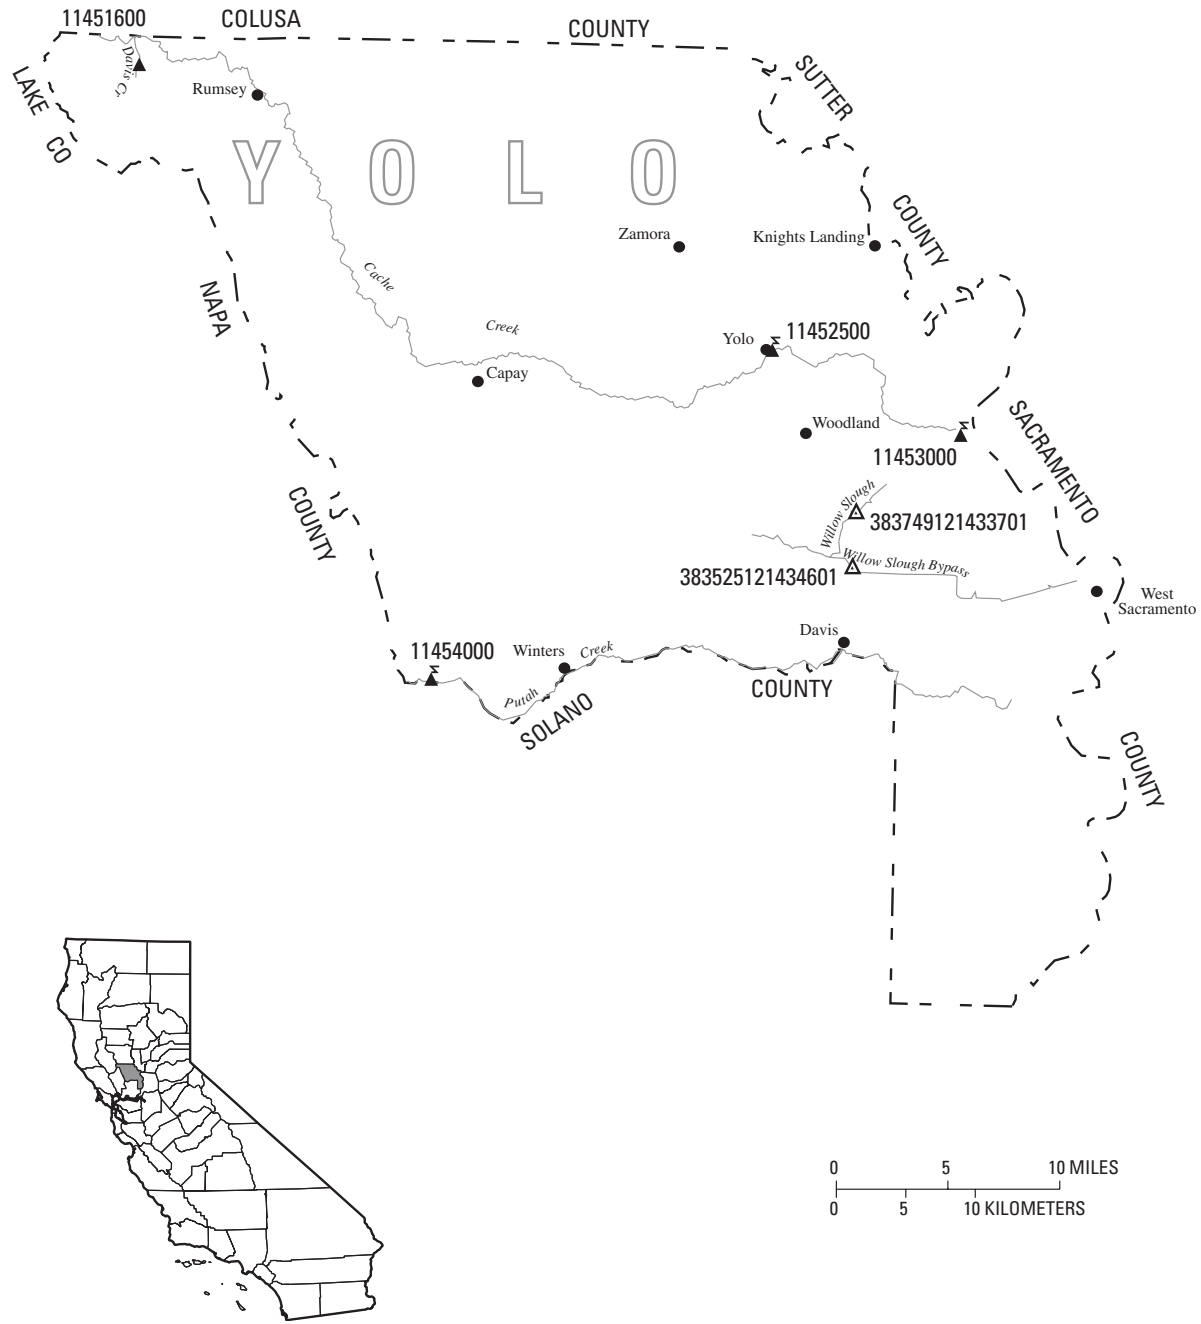 11451600
COLUSA
COUNTY
LAKE CO
Davis Cr
Rumsey
SUTTER
COUNTY
Y O L O
Zamora
Knights Landing
NAPA
COUNTY
Cache
Creek
Yolo
11452500
Capay
Woodland
11453000
SACRAMENTO
COUNTY
Willow Slough
383749121433701
Willow Slough Bypass
383525121434601
West
Sacramento
Davis
11454000
Winters
Creek
Putah
SOLANO
COUNTY
0 5 10 MILES
0 5 10 KILOMETERS